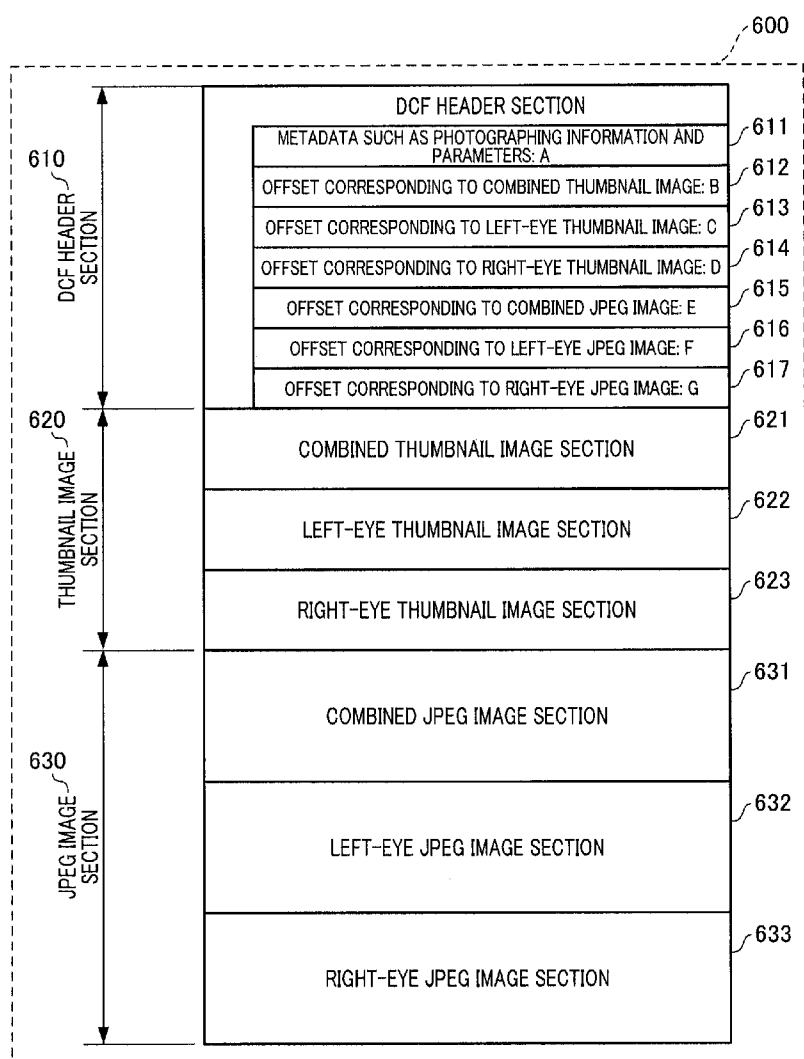 600
DCF HEADER SECTION
METADATA SUCH AS PHOTOGRAPHING INFORMATION AND
PARAMETERS: A
611
OFFSET CORRESPONDING TO COMBINED THUMBNAIL IMAGE: B
612
OFFSET CORRESPONDING TO LEFT-EYE THUMBNAIL IMAGE: C
613
OFFSET CORRESPONDING TO RIGHT-EYE THUMBNAIL IMAGE: D
614
OFFSET CORRESPONDING TO COMBINED JPEG IMAGE: E
615
OFFSET CORRESPONDING TO LEFT-EYE JPEG IMAGE: F
616
OFFSET CORRESPONDING TO RIGHT-EYE JPEG IMAGE: G
617
610
DCF HEADER
SECTION
COMBINED THUMBNAIL IMAGE SECTION
621
LEFT-EYE THUMBNAIL IMAGE SECTION
622
RIGHT-EYE THUMBNAIL IMAGE SECTION
623
620
THUMBNAIL IMAGE
SECTION
COMBINED JPEG IMAGE SECTION
631
LEFT-EYE JPEG IMAGE SECTION
632
RIGHT-EYE JPEG IMAGE SECTION
633
630
JPEG IMAGE
SECTION